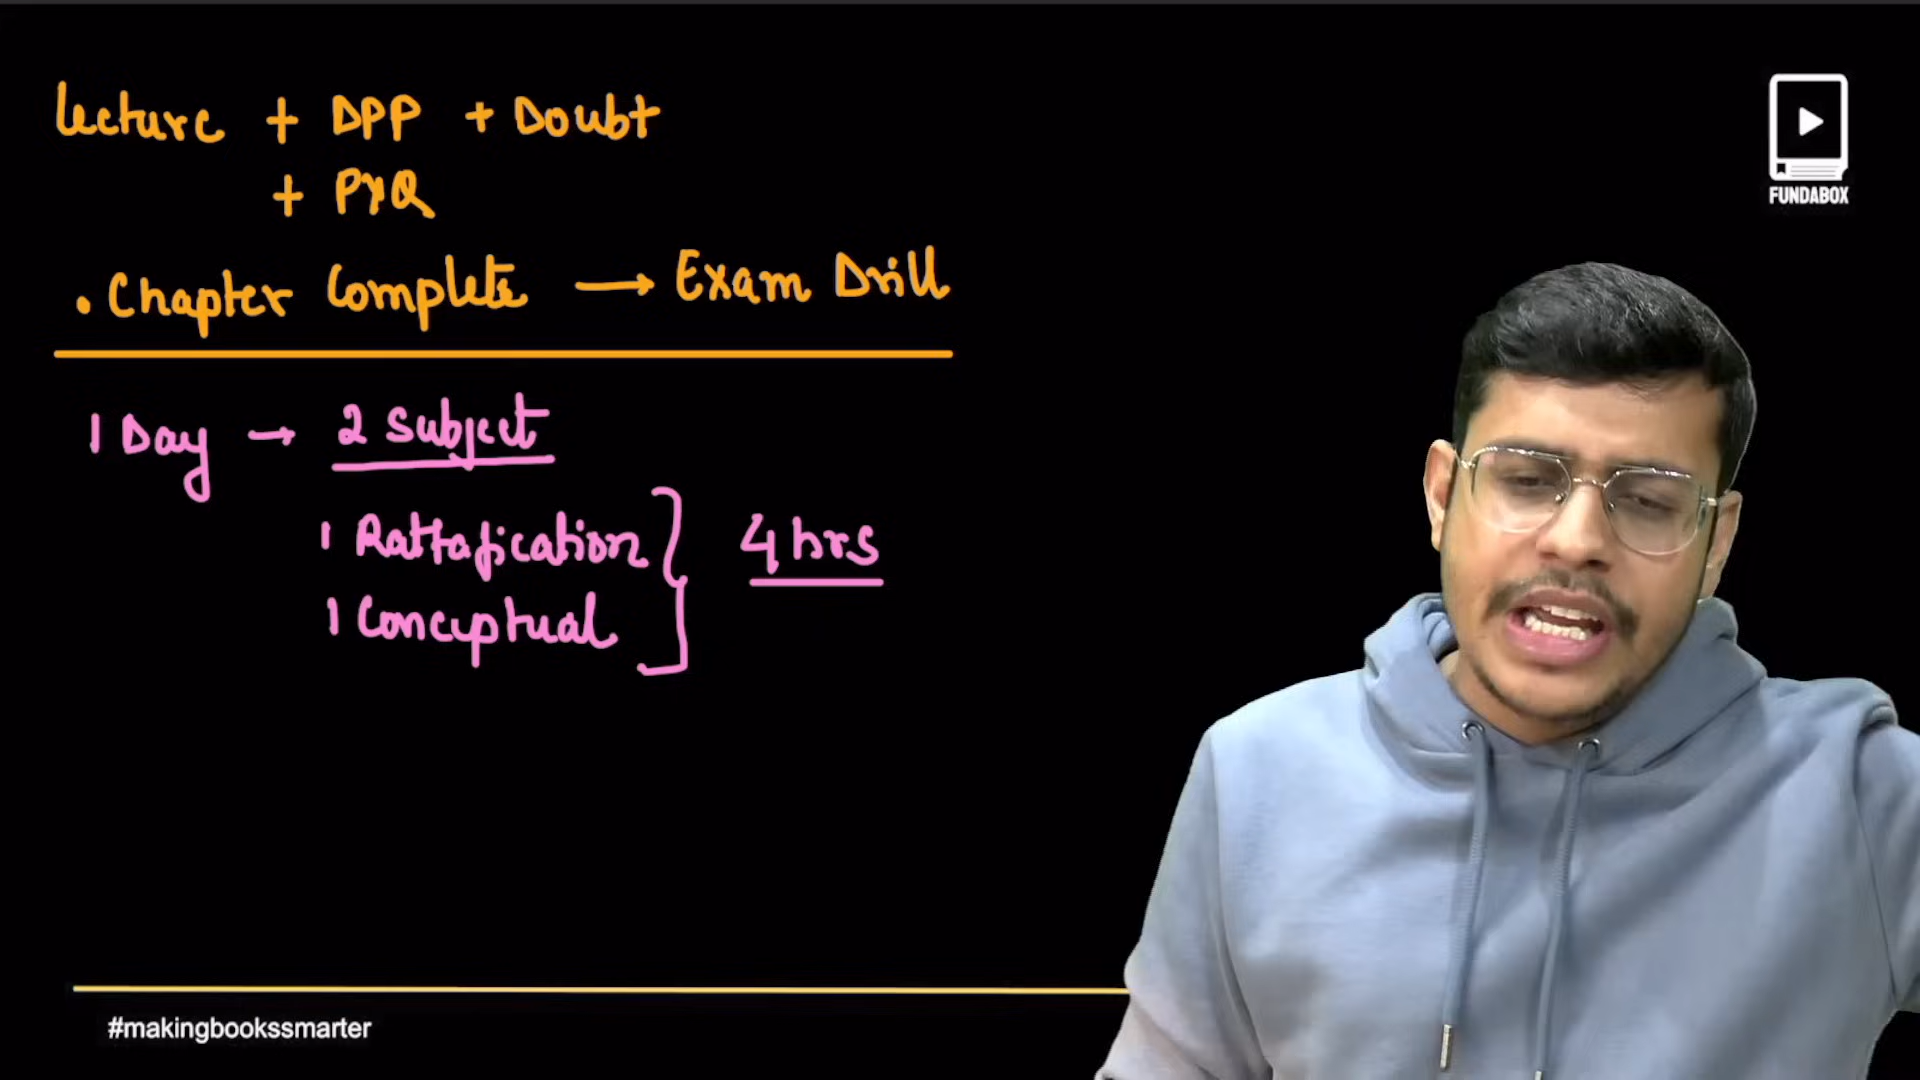 Lecture + DPP + Doubt
+ PYQ
FUNDABOX
• Chapter Complete → Exam Drill
1 Day → 2 Subject
1 Rattafication
4 hrs
1 Conceptual
#makingbookssmarter